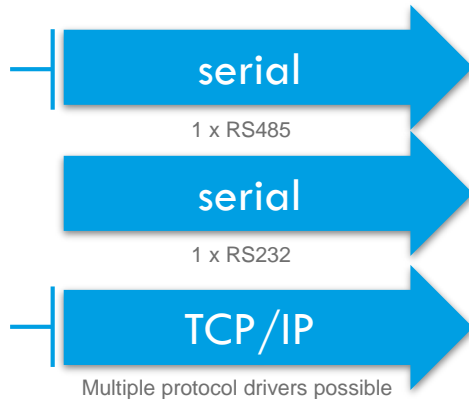 serial
1 x RS485
serial
1 x RS232
TCP/IP
Multiple protocol drivers possible